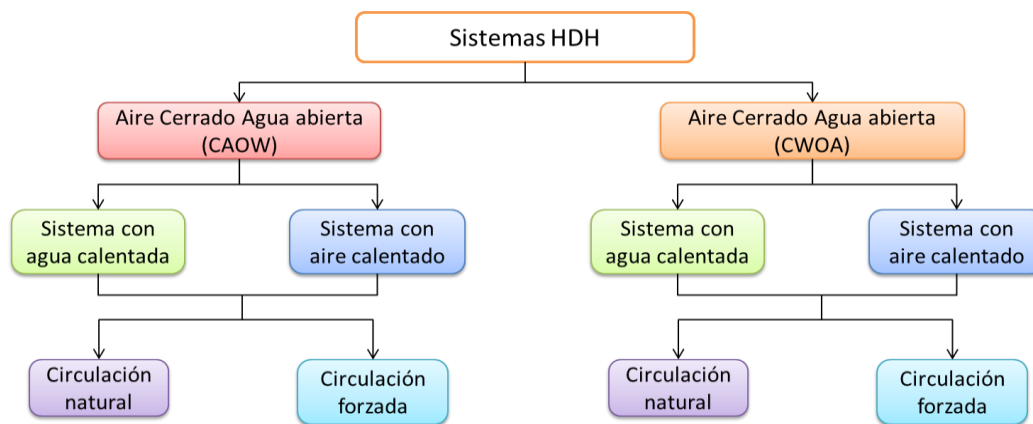 Sistemas HDH
Aire Cerrado Agua abierta
(CAOW)
Aire Cerrado Agua abierta
(CWOA)
Sistema con
agua calentada
Sistema con
aire calentado
Sistema con
agua calentada
Sistema con
aire calentado
Circulación
natural
Circulación
forzada
Circulación
natural
Circulación
forzada